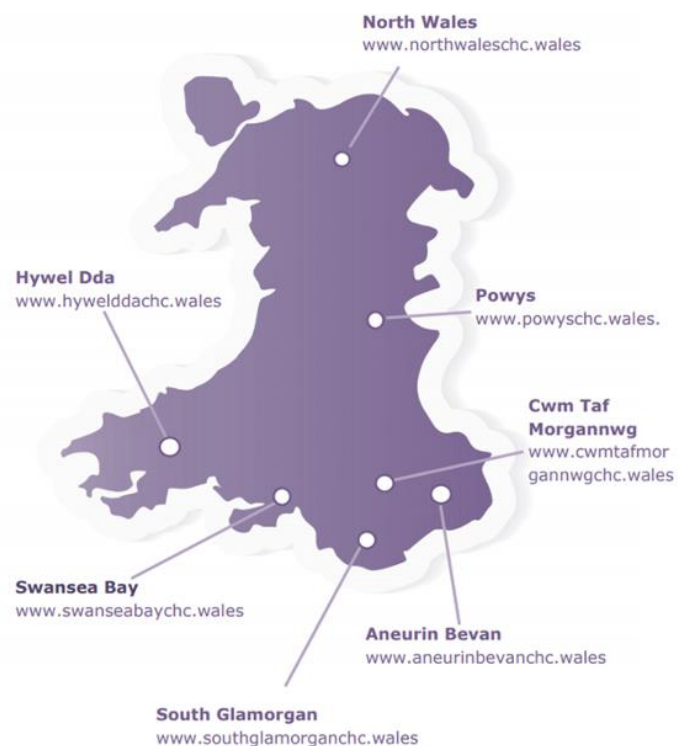 North Wales
www.northwaleschc.wales
Hywel Dda
www.hywelddachc.wales
Powys
www.powyschc.wales.
Cwm Taf
Morgannwg
www.cwmtafmor
gannwgchc.wales
Swansea Bay
www.swanseabaychc.wales
Aneurin Bevan
www.aneurinbevanchc.wales
South Glamorgan
www.southglamorganchc.wales